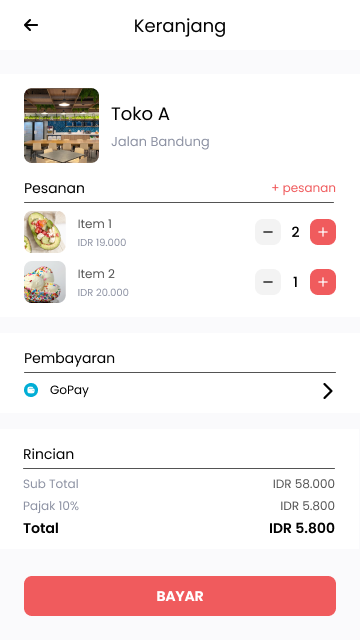 Keranjang
Toko A
Jalan Bandung
Pesanan
+ pesanan
Item 1
IDR 19.000
2
Item 2
IDR 20.000
1
Pembayaran
GoPay
Rincian
Sub Total IDR 58.000
Pajak 10% IDR 5.800
Total IDR 5.800
BAYAR